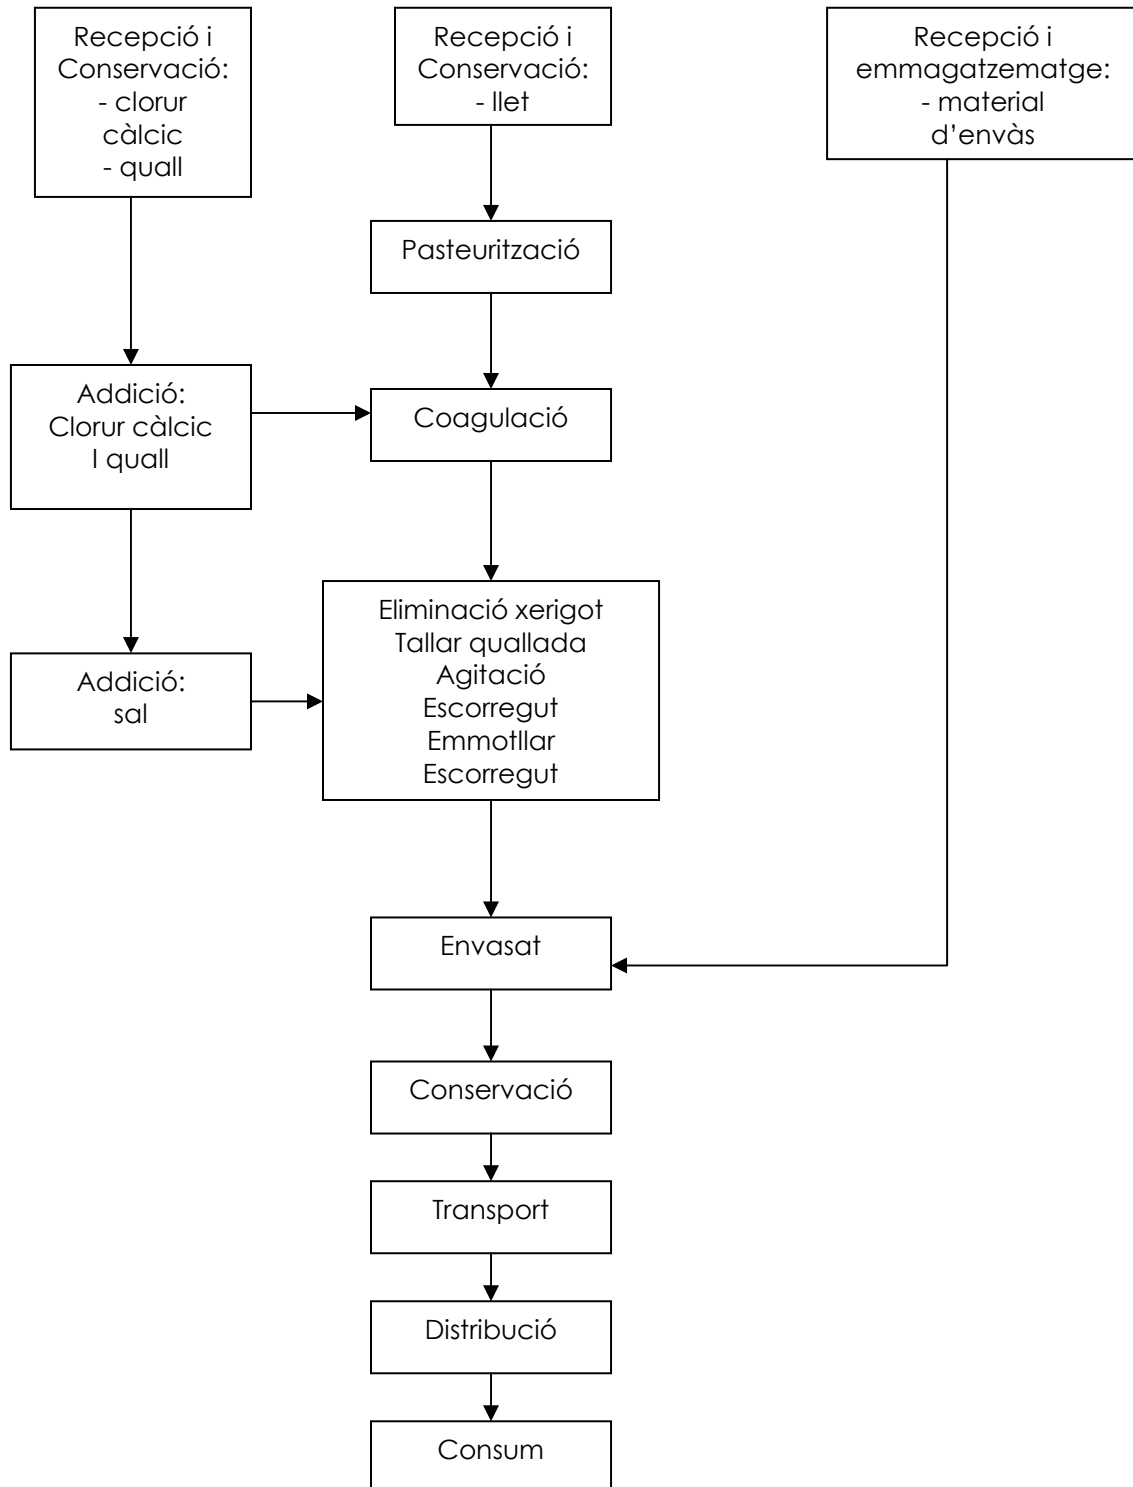 Recepció i
Conservació:
- clorur
càlcic
- quall
Recepció i
Conservació:
- llet
Recepció i
emmagatzematge:
- material
d’envàs
Pasteurització
Addició:
Clorur càlcic
I quall
Coagulació
Eliminació xerigot
Tallar quallada
Agitació
Escorregut
Emmotllar
Escorregut
Addició:
sal
Envasat
Conservació
Transport
Distribució
Consum